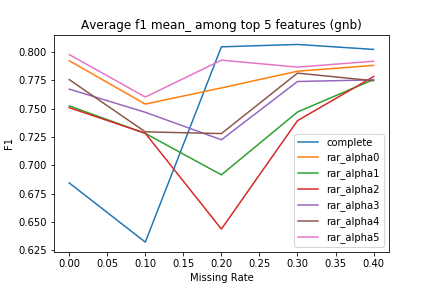 Average f1 mean_ among top 5 features (gnb)
0.800
0.775
0.750
0.725
0.700
0.675
0.650
0.625
F1
0.00 0.05 0.10 0.15 0.20 0.25 0.30 0.35 0.40
Missing Rate
complete
rar_alpha0
rar_alpha1
rar_alpha2
rar_alpha3
rar_alpha4
rar_alpha5